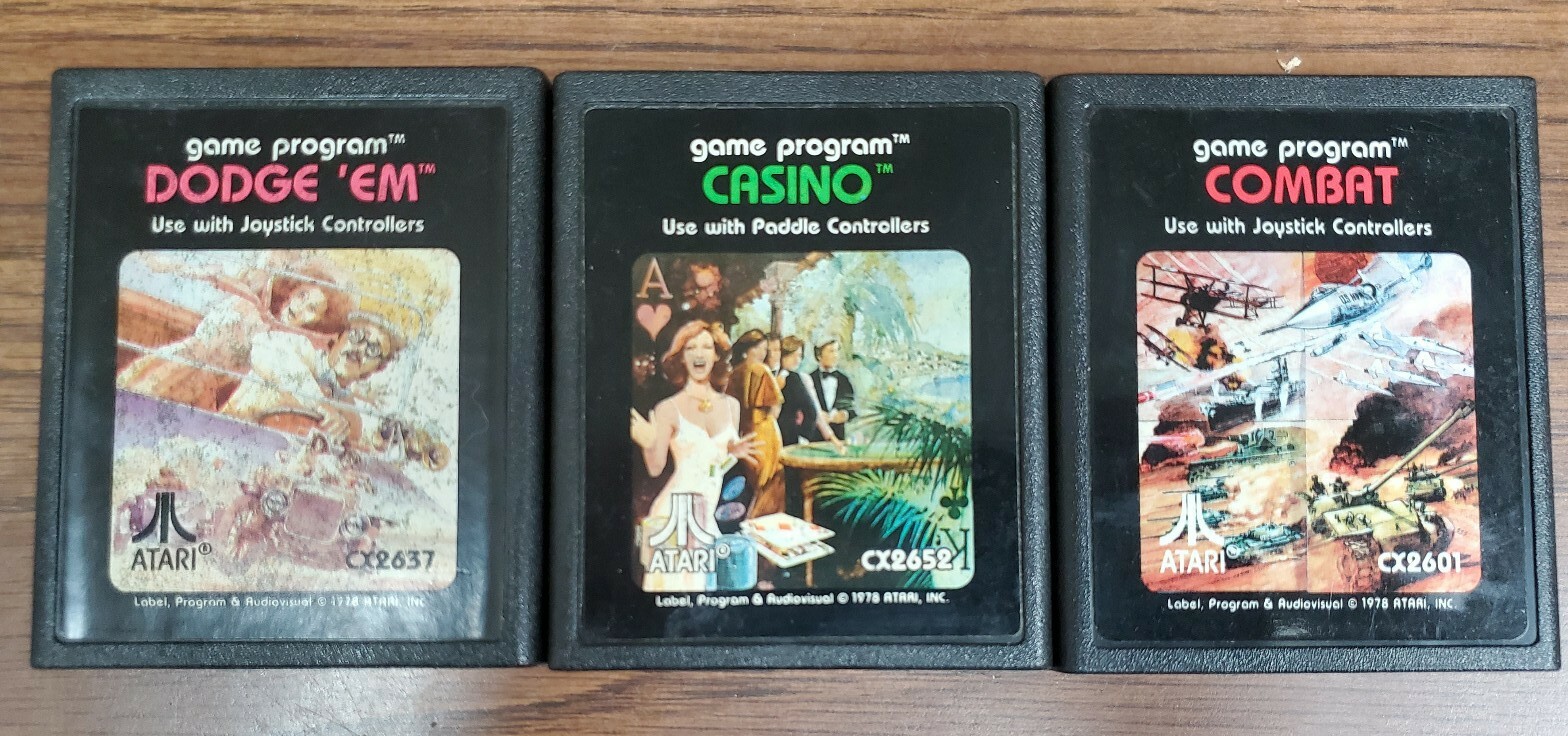 game program™
DODGE 'EM™
Use with Joystick Controllers
ATARI®
CX2637
Label, Program & Audiovisual © 1978 ATARI, INC
game program™
CASINO™
Use with Paddle Controllers
A
K
ATARI®
CX2652
Label, Program & Audiovisual © 1978 ATARI, INC.
game program™
COMBAT
Use with Joystick Controllers
ATARI®
CX2601
Label, Program & Audiovisual © 1978 ATARI, INC.